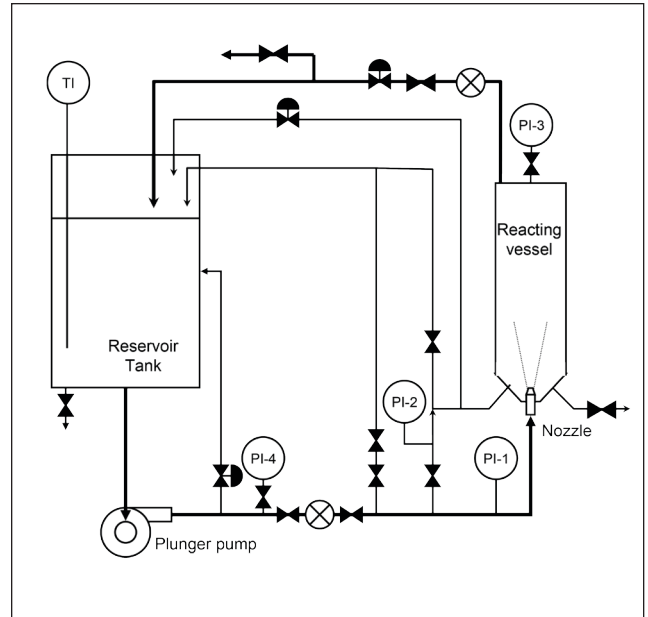 TI
PI-3
Reacting
vessel
Reservoir
Tank
PI-2
Nozzle
PI-4
PI-1
Plunger pump